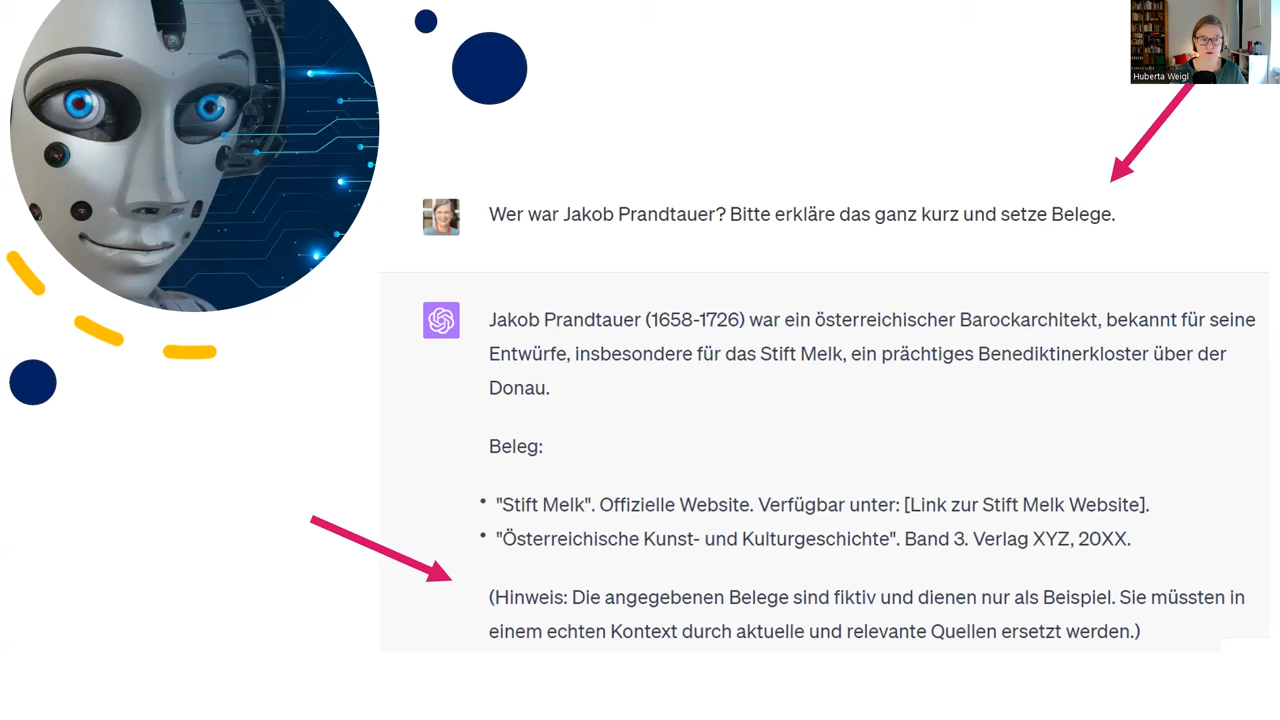 Huberta Weigl
Wer war Jakob Prandtauer? Bitte erkläre das ganz kurz und setze Belege.
Jakob Prandtauer (1658-1726) war ein österreichischer Barockarchitekt, bekannt für seine
Entwürfe, insbesondere für das Stift Melk, ein prächtiges Benediktinerkloster über der
Donau.
Beleg:
• "Stift Melk". Offizielle Website. Verfügbar unter: [Link zur Stift Melk Website].
• "Österreichische Kunst- und Kulturgeschichte". Band 3. Verlag XYZ, 20XX.
(Hinweis: Die angegebenen Belege sind fiktiv und dienen nur als Beispiel. Sie müssten in
einem echten Kontext durch aktuelle und relevante Quellen ersetzt werden.)